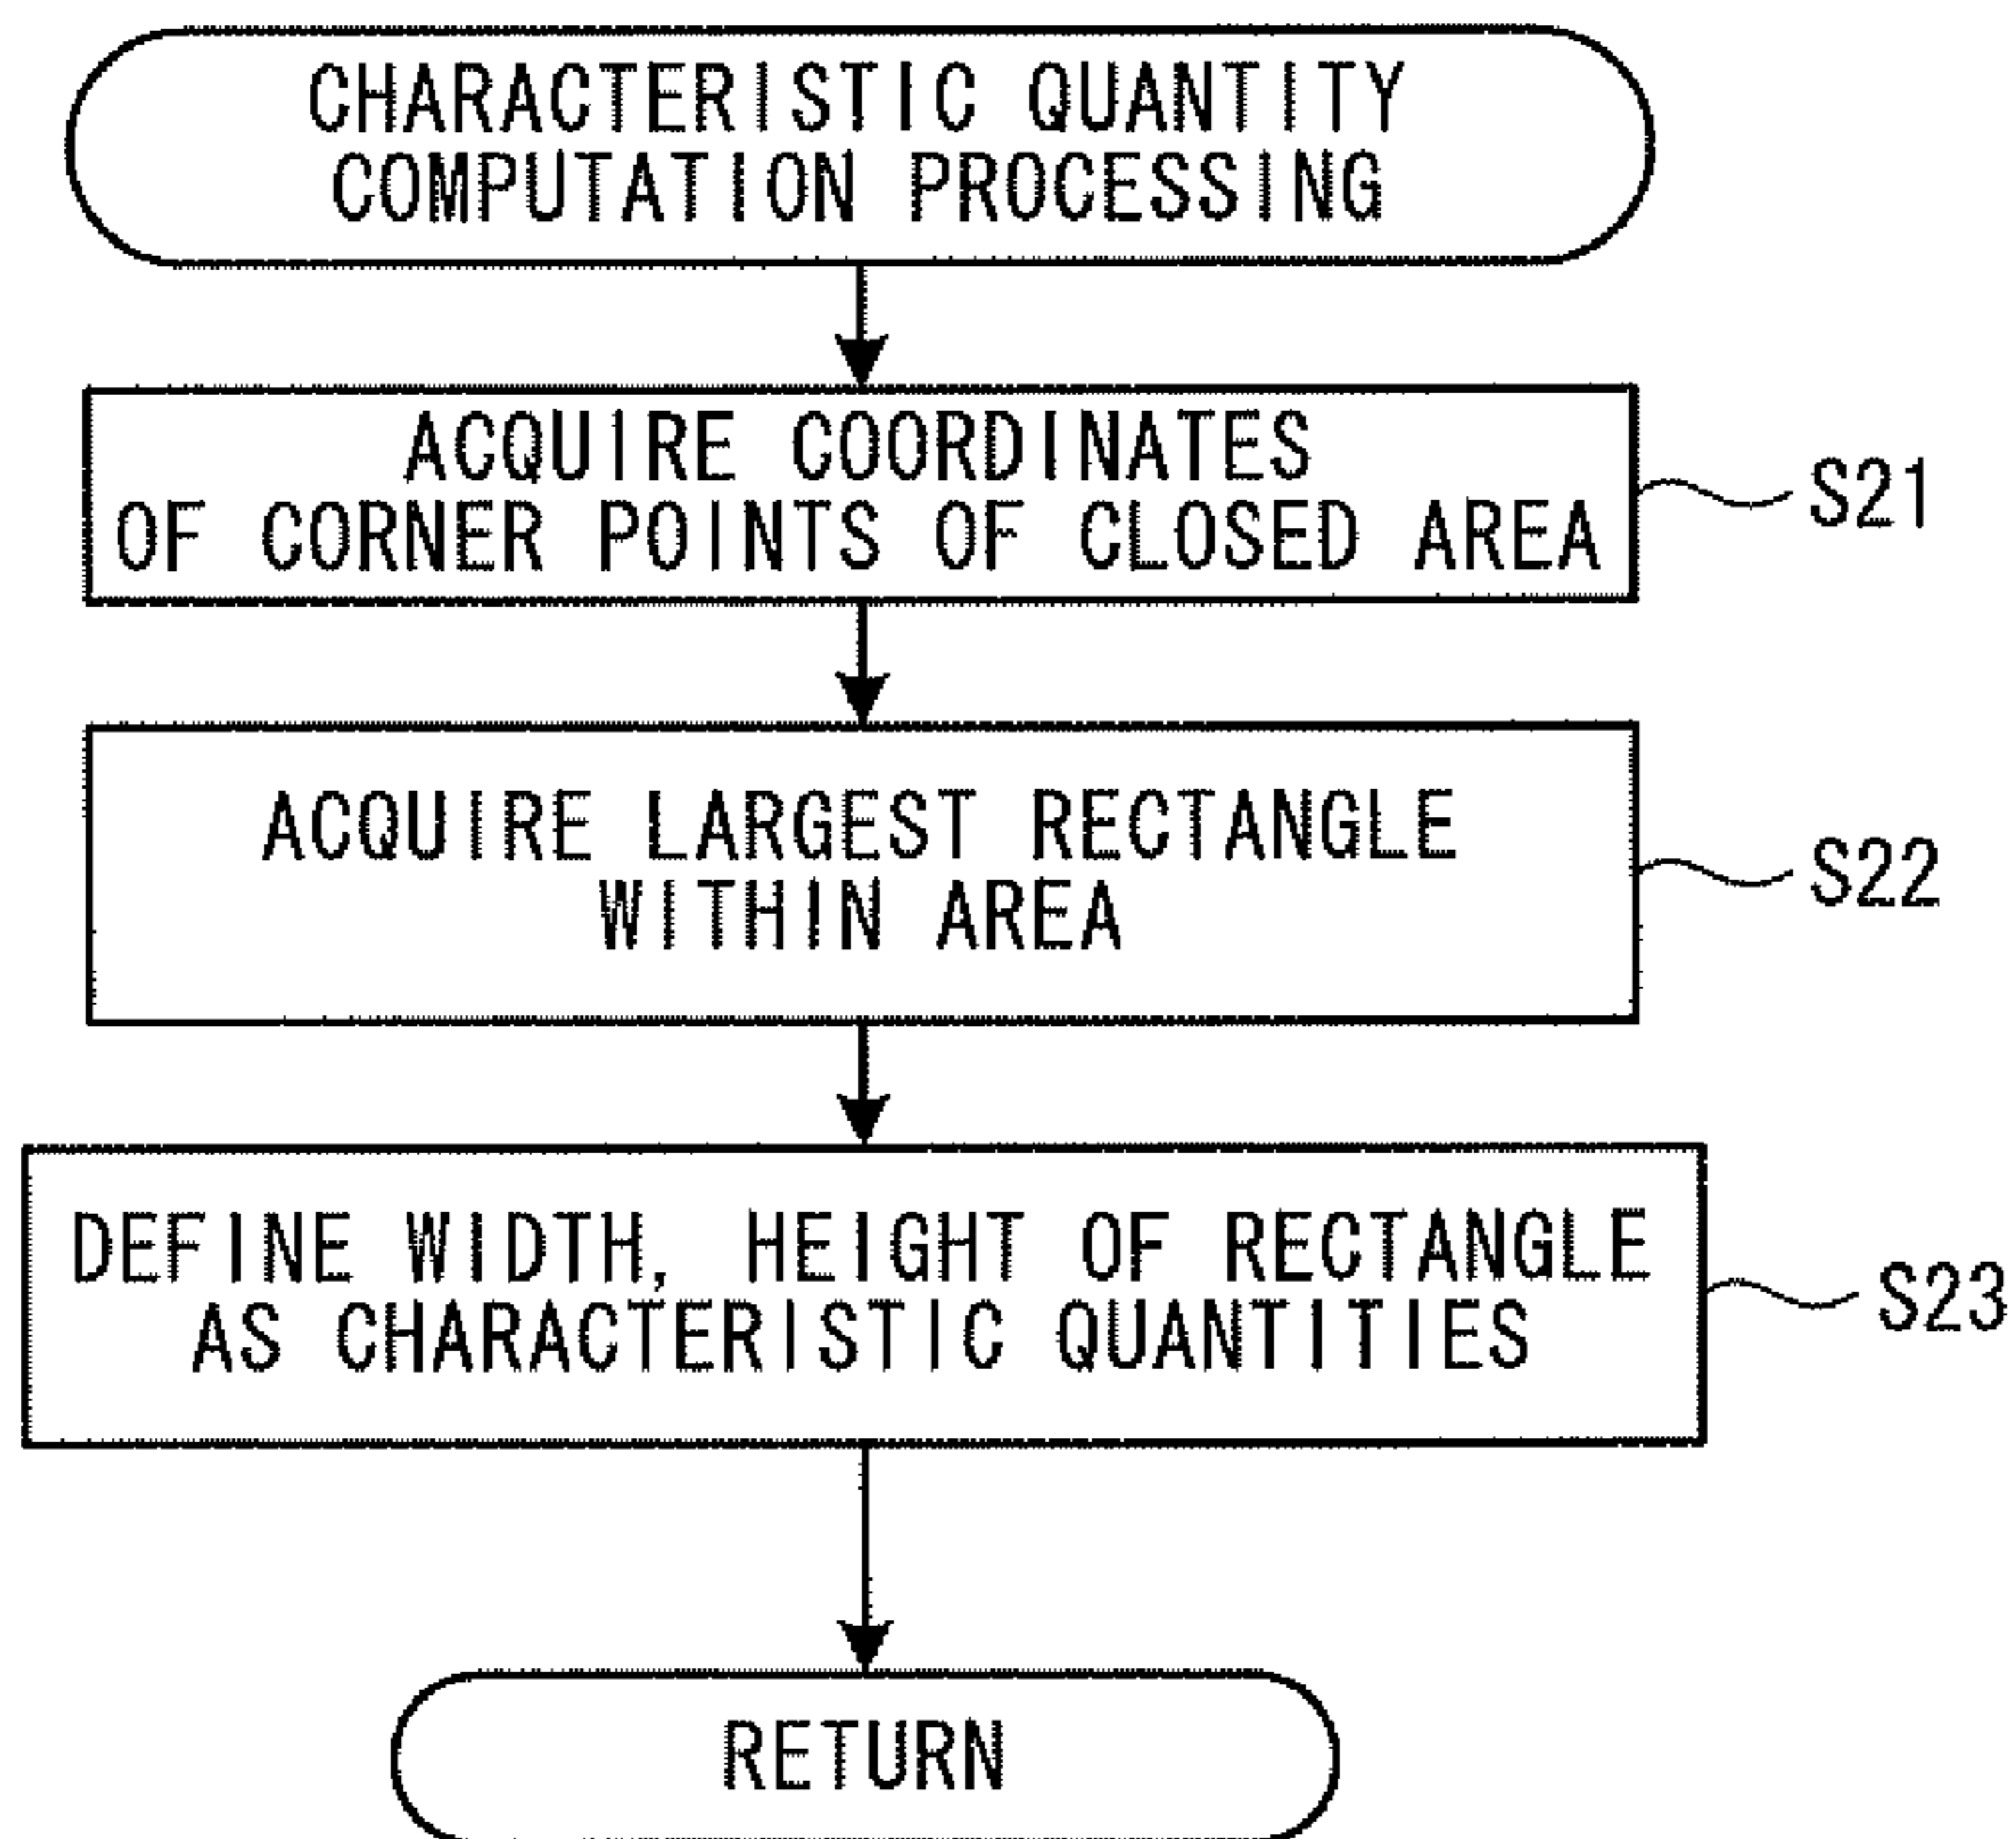 CHARACTERISTIC QUANTITY
COMPUTATION PROCESSING
ACQUIRE COORDINATES
OF CORNER POINTS OF CLOSED AREA
S21
ACQUIRE LARGEST RECTANGLE
WITHIN AREA
S22
DEFINE WIDTH, HEIGHT OF RECTANGLE
AS CHARACTERISTIC QUANTITIES
S23
RETURN